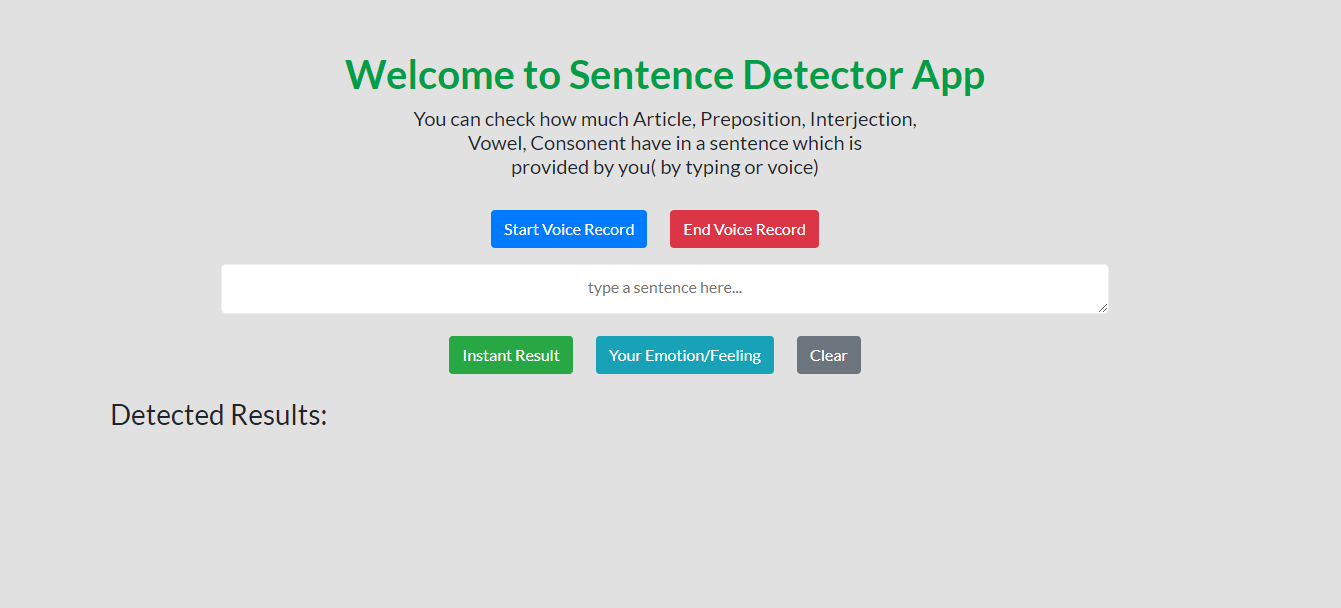 Welcome to Sentence Detector App
You can check how much Article, Preposition, Interjection,
Vowel, Consonent have in a sentence which is
provided by you( by typing or voice)
Start Voice Record
End Voice Record
type a sentence here...
Instant Result
Your Emotion/Feeling
Clear
Detected Results: